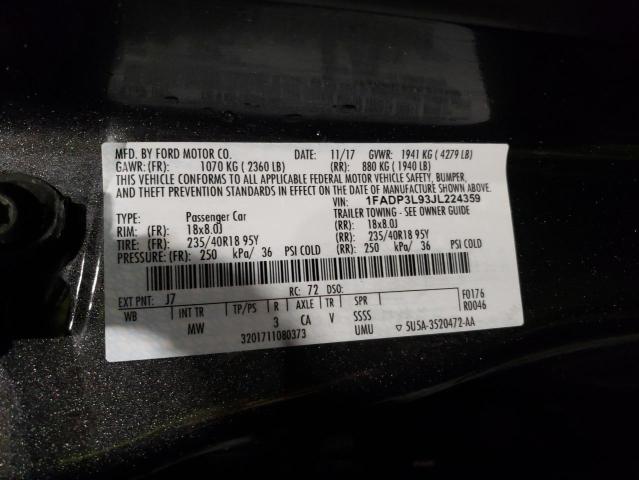 MFD. BY FORD MOTOR CO. DATE: 11/17 GVWR: 1941 KG ( 4279 LB)
GAWR: (FR): 1070 KG ( 2360 LB) (RR): 880 KG ( 1940 LB)
THIS VEHICLE CONFORMS TO ALL APPLICABLE FEDERAL MOTOR VEHICLE SAFETY, BUMPER,
AND THEFT PREVENTION STANDARDS IN EFFECT ON THE DATE OF MANUFACTURE SHOWN ABOVE.
VIN: 1FADP3L93JL224359
TYPE: Passenger Car TRAILER TOWING - SEE OWNER GUIDE
RIM: 18x8.0J (RR): 18x8.0J
TIRE: 235/40R18 95Y (RR): 235/40R18 95Y
PRESSURE: (FR): 250 kPa/ 36 PSI COLD (RR): 250 kPa/ 36 PSI COLD
EXT PNT: J7 RC: 72 DSO: F0176
WB INT TR TP/PS R AXLE TR SPR R0046
MW 3 CA V SSSS
3201711080373 UMU ▽ 5U5A-3520472-AA